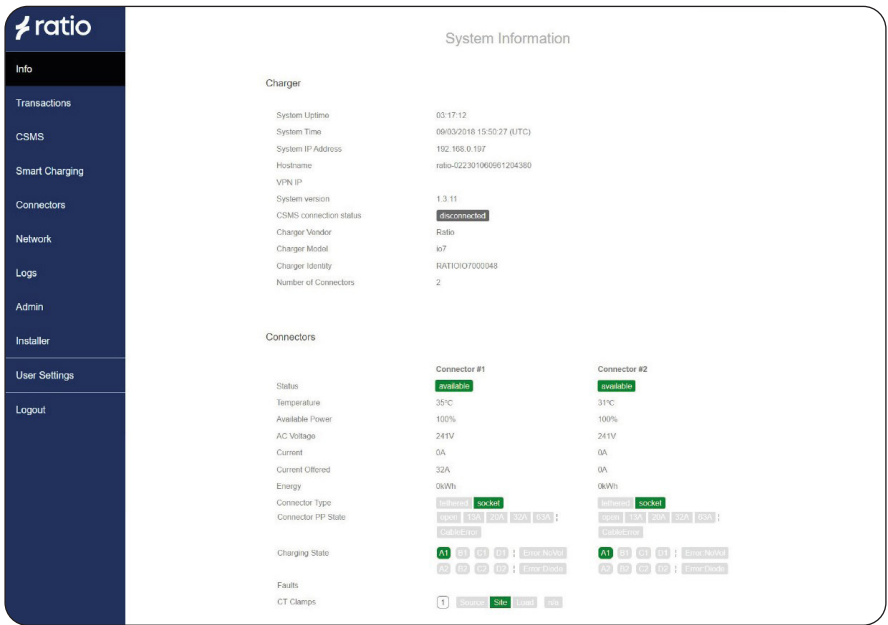 ratio
System Information
Info
Transactions
CSMS
Smart Charging
Connectors
Network
Logs
Admin
Installer
User Settings
Logout
Charger
System Uptime 03:17:12
System Time 09/03/2018 15:50:27 (UTC)
System IP Address 192.168.0.197
Hostname ratio-022301060961204380
VPN IP
System version 1.3.11
CSMS connection status disconnected
Charger Vendor Ratio
Charger Model io7
Charger Identity RATIOIO7000048
Number of Connectors 2
Connectors
Connector #1 Connector #2
Status available available
Temperature 35°C 31°C
Available Power 100% 100%
AC Voltage 241V 241V
Current 0A 0A
Current Offered 32A 0A
Energy 0kWh 0kWh
Connector Type tethered socket tethered socket
Connector PP State open 13A 20A 32A 63A ¦ open 13A 20A 32A 63A ¦
CableError CableError
Charging State A1 B1 C1 D1 ¦ Error:NoVol A1 B1 C1 D1 ¦ Error:NoVol
A2 B2 C2 D2 ¦ Error:Diode A2 B2 C2 D2 ¦ Error:Diode
Faults
CT Clamps 1 Source Site Load n/a